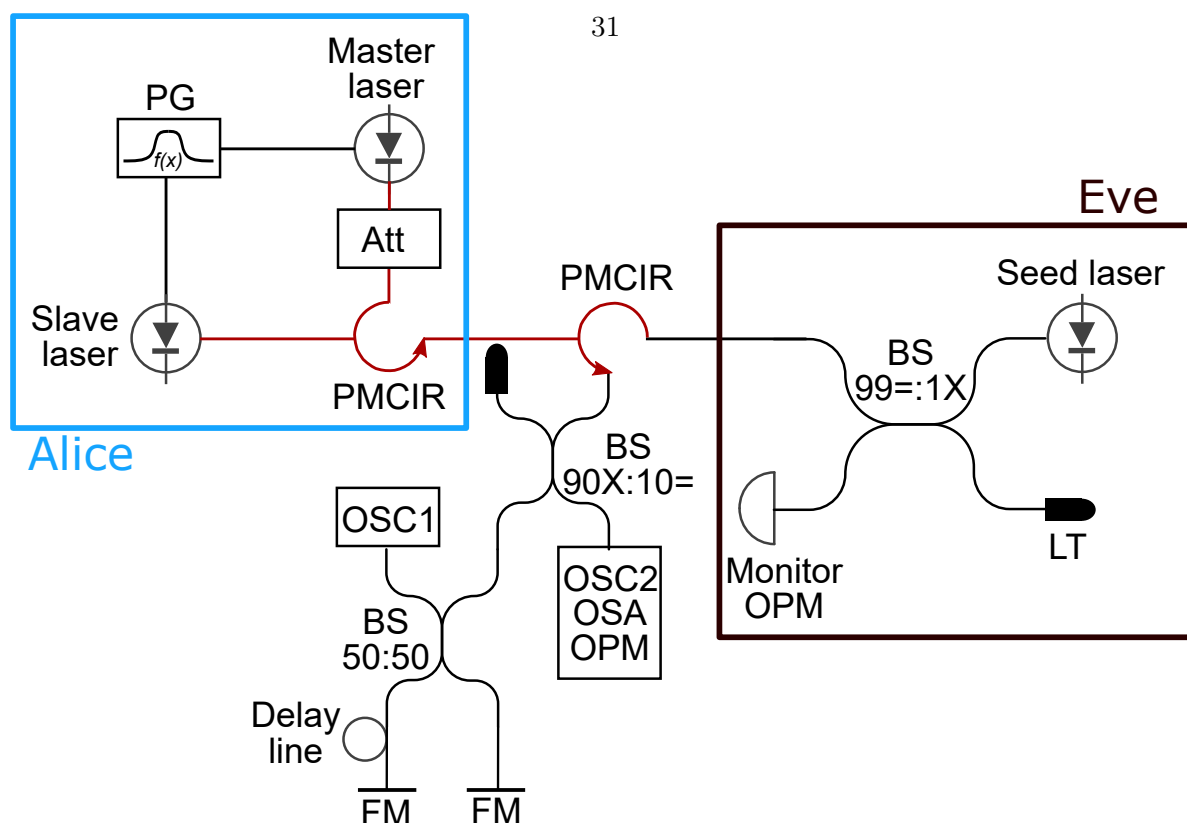 31
Master
laser
PG
f(x)
Att
Slave
laser
PMCIR
Alice
PMCIR
Eve
Seed laser
BS
99=:1X
Monitor
OPM
LT
BS
90X:10=
OSC1
OSC2
OSA
OPM
BS
50:50
Delay
line
FM
FM